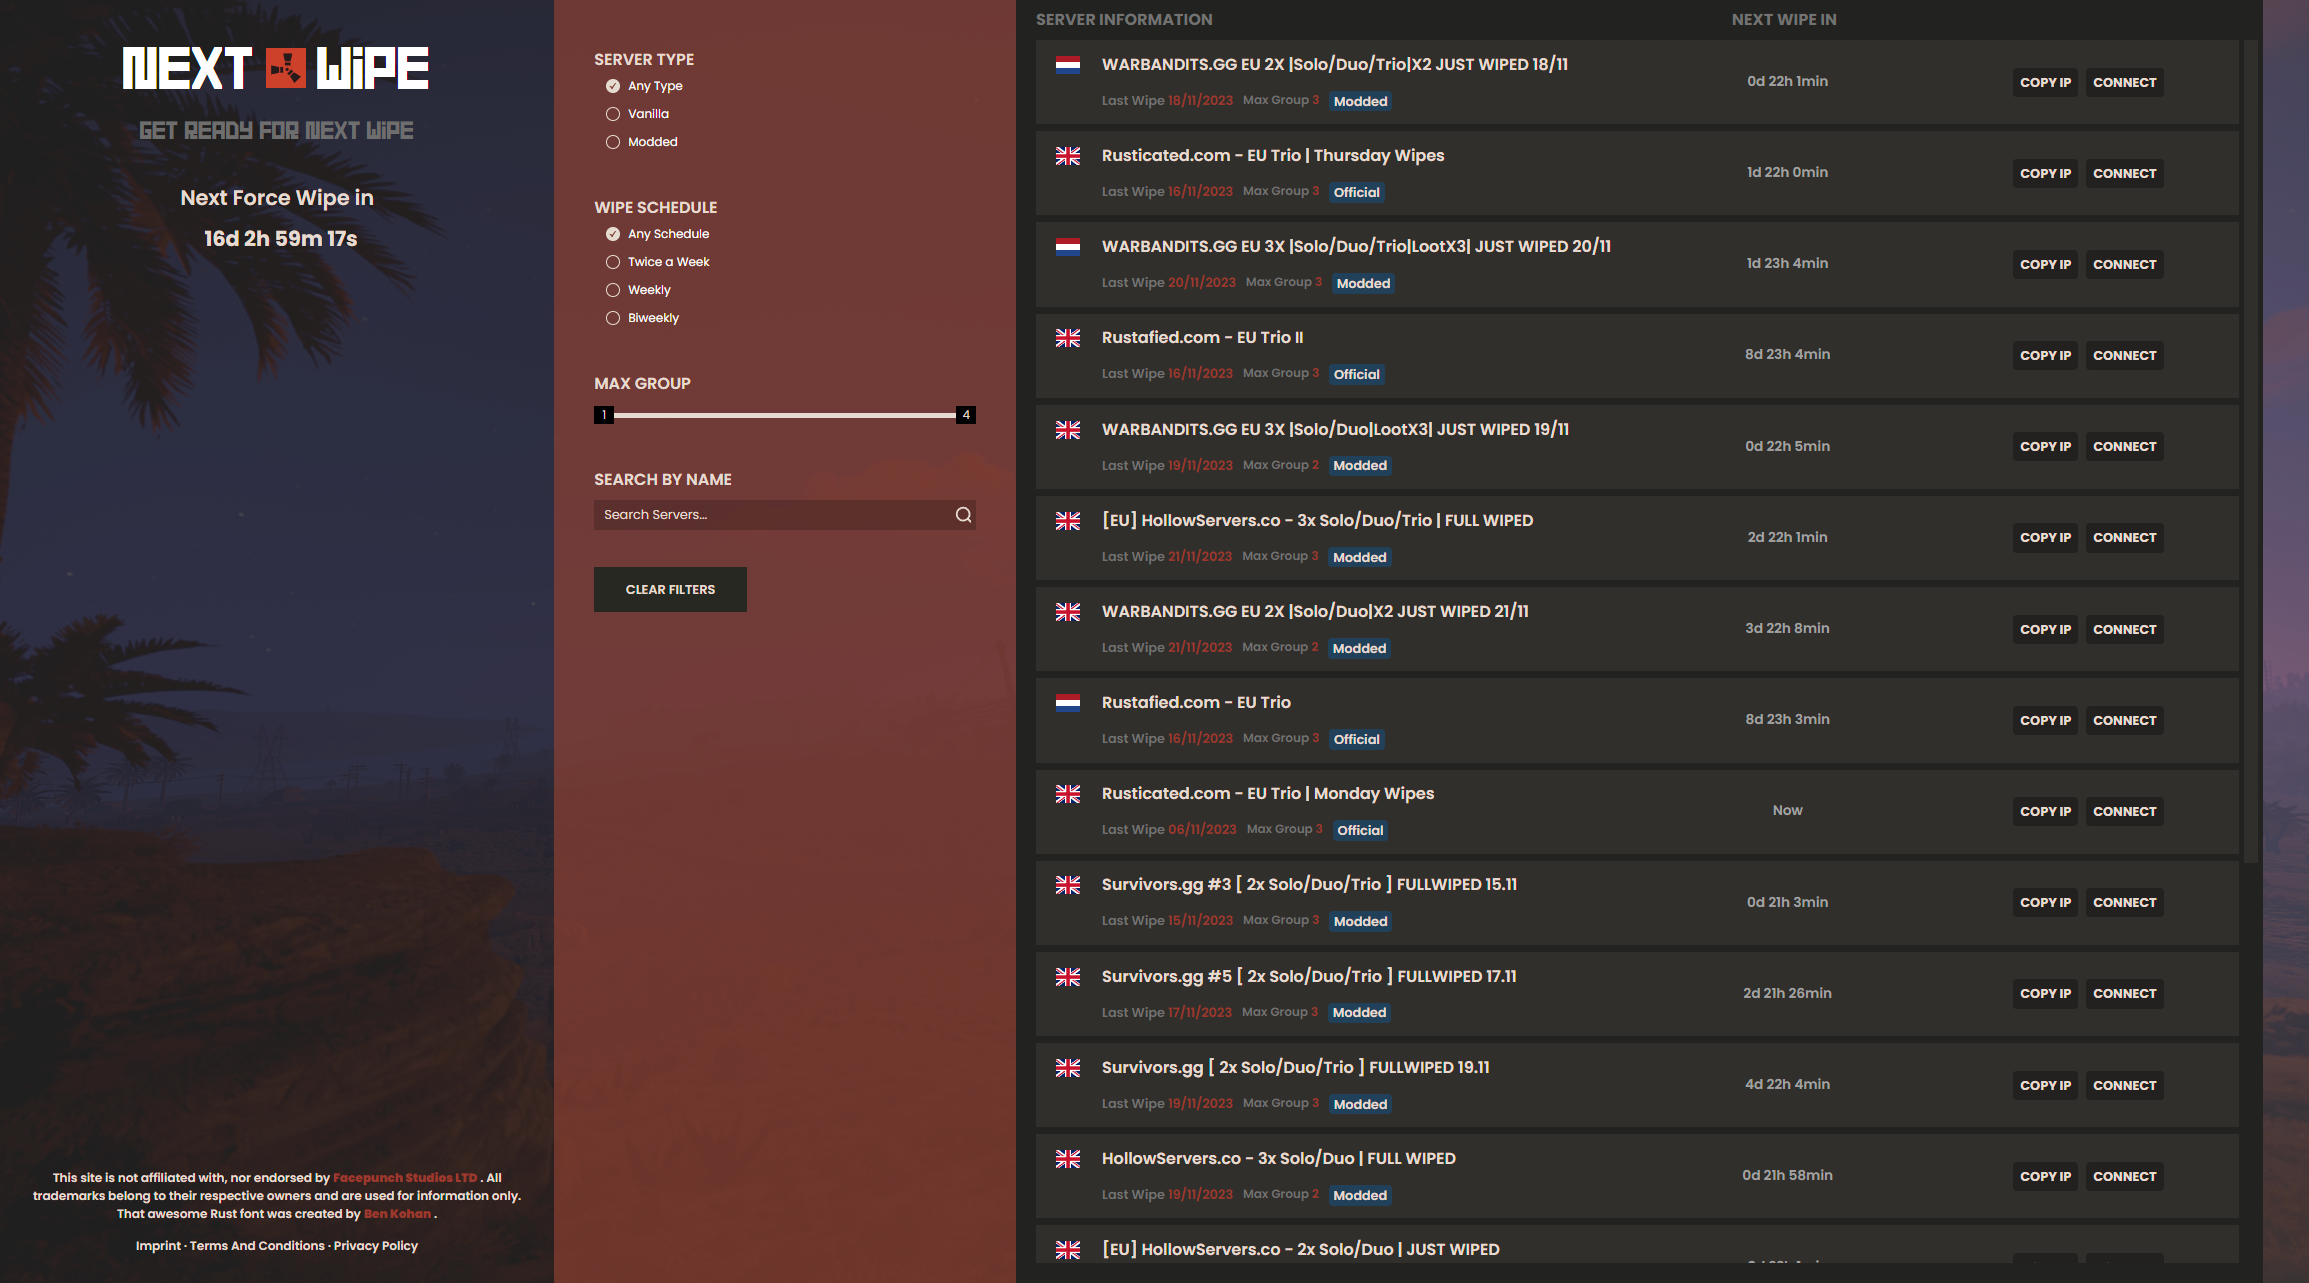 NEXT WiPE
GET READY FOR NEXT WiPE
Next Force Wipe in
16d 2h 59m 17s
This site is not affiliated with, nor endorsed by Facepunch Studios LTD . All
trademarks belong to their respective owners and are used for information only.
That awesome Rust font was created by Ben Kohan .
Imprint · Terms And Conditions · Privacy Policy
SERVER TYPE
Any Type
Vanilla
Modded
WIPE SCHEDULE
Any Schedule
Twice a Week
Weekly
Biweekly
MAX GROUP
1 4
SEARCH BY NAME
Search Servers...
CLEAR FILTERS
SERVER INFORMATION NEXT WIPE IN
WARBANDITS.GG EU 2X |Solo/Duo/Trio|X2 JUST WIPED 18/11
0d 22h 1min COPY IP CONNECT
Last Wipe 18/11/2023 Max Group 3 Modded
Rusticated.com - EU Trio | Thursday Wipes
1d 22h 0min COPY IP CONNECT
Last Wipe 16/11/2023 Max Group 3 Official
WARBANDITS.GG EU 3X |Solo/Duo/Trio|LootX3| JUST WIPED 20/11
1d 23h 4min COPY IP CONNECT
Last Wipe 20/11/2023 Max Group 3 Modded
Rustafied.com - EU Trio II
8d 23h 4min COPY IP CONNECT
Last Wipe 16/11/2023 Max Group 3 Official
WARBANDITS.GG EU 3X |Solo/Duo|LootX3| JUST WIPED 19/11
0d 22h 5min COPY IP CONNECT
Last Wipe 19/11/2023 Max Group 2 Modded
[EU] HollowServers.co - 3x Solo/Duo/Trio | FULL WIPED
2d 22h 1min COPY IP CONNECT
Last Wipe 21/11/2023 Max Group 3 Modded
WARBANDITS.GG EU 2X |Solo/Duo|X2 JUST WIPED 21/11
3d 22h 8min COPY IP CONNECT
Last Wipe 21/11/2023 Max Group 2 Modded
Rustafied.com - EU Trio
8d 23h 3min COPY IP CONNECT
Last Wipe 16/11/2023 Max Group 3 Official
Rusticated.com - EU Trio | Monday Wipes
Now COPY IP CONNECT
Last Wipe 06/11/2023 Max Group 3 Official
Survivors.gg #3 [ 2x Solo/Duo/Trio ] FULLWIPED 15.11
0d 21h 3min COPY IP CONNECT
Last Wipe 15/11/2023 Max Group 3 Modded
Survivors.gg #5 [ 2x Solo/Duo/Trio ] FULLWIPED 17.11
2d 21h 26min COPY IP CONNECT
Last Wipe 17/11/2023 Max Group 3 Modded
Survivors.gg [ 2x Solo/Duo/Trio ] FULLWIPED 19.11
4d 22h 4min COPY IP CONNECT
Last Wipe 19/11/2023 Max Group 3 Modded
HollowServers.co - 3x Solo/Duo | FULL WIPED
0d 21h 58min COPY IP CONNECT
Last Wipe 19/11/2023 Max Group 2 Modded
[EU] HollowServers.co - 2x Solo/Duo | JUST WIPED